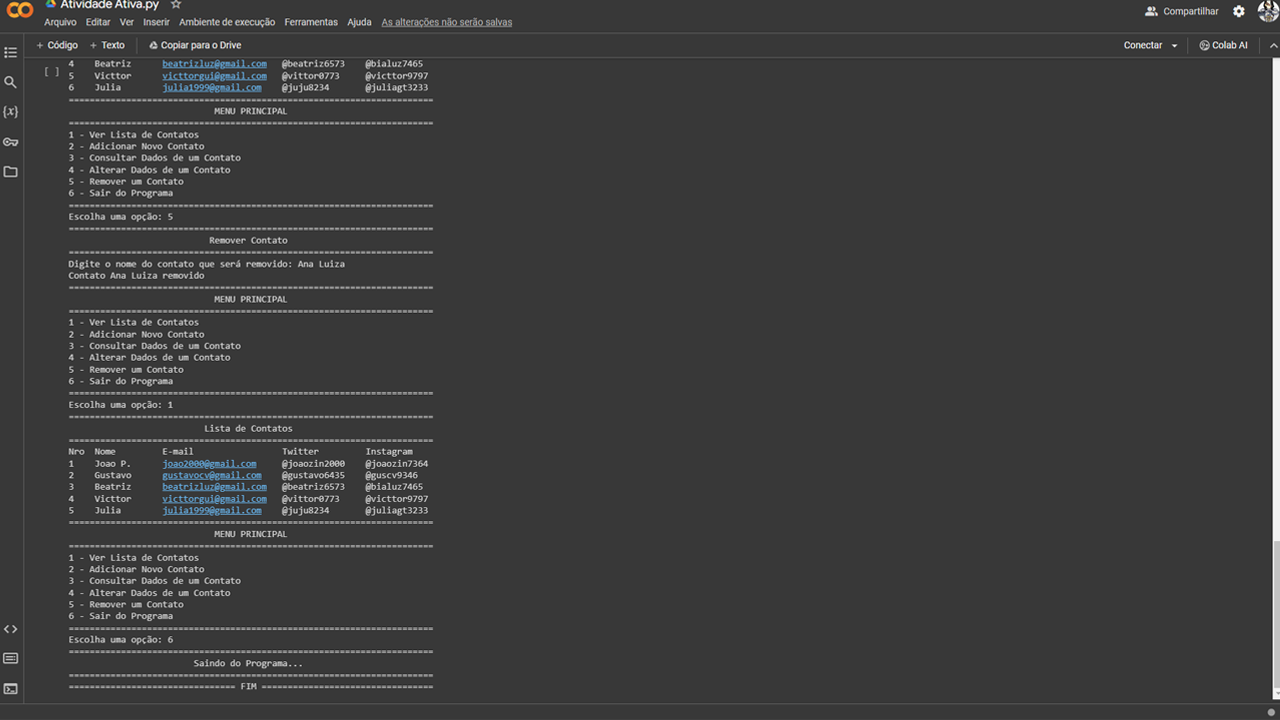 Atividade Ativa.py
Arquivo Editar Ver Inserir Ambiente de execução Ferramentas Ajuda As alterações não serão salvas
Compartilhar
+ Código + Texto Copiar para o Drive
Conectar Colab AI
[ ]
4 Beatriz beatrizluz@gmail.com @beatriz6573 @bialuz7465
5 Victtor victtorgui@gmail.com @vittor0773 @victtor9797
6 Julia julia1999@gmail.com @juju8234 @juliagt3233
======================================================================
MENU PRINCIPAL
======================================================================
1 - Ver Lista de Contatos
2 - Adicionar Novo Contato
3 - Consultar Dados de um Contato
4 - Alterar Dados de um Contato
5 - Remover um Contato
6 - Sair do Programa
======================================================================
Escolha uma opção: 5
======================================================================
Remover Contato
======================================================================
Digite o nome do contato que será removido: Ana Luiza
Contato Ana Luiza removido
======================================================================
MENU PRINCIPAL
======================================================================
1 - Ver Lista de Contatos
2 - Adicionar Novo Contato
3 - Consultar Dados de um Contato
4 - Alterar Dados de um Contato
5 - Remover um Contato
6 - Sair do Programa
======================================================================
Escolha uma opção: 1
======================================================================
Lista de Contatos
======================================================================
Nro Nome E-mail Twitter Instagram
1 Joao P. joao2000@gmail.com @joaozin2000 @joaozin7364
2 Gustavo gustavocv@gmail.com @gustavo6435 @guscv9346
3 Beatriz beatrizluz@gmail.com @beatriz6573 @bialuz7465
4 Victtor victtorgui@gmail.com @vittor0773 @victtor9797
5 Julia julia1999@gmail.com @juju8234 @juliagt3233
======================================================================
MENU PRINCIPAL
======================================================================
1 - Ver Lista de Contatos
2 - Adicionar Novo Contato
3 - Consultar Dados de um Contato
4 - Alterar Dados de um Contato
5 - Remover um Contato
6 - Sair do Programa
======================================================================
Escolha uma opção: 6
======================================================================
Saindo do Programa...
======================================================================
================================ FIM =================================